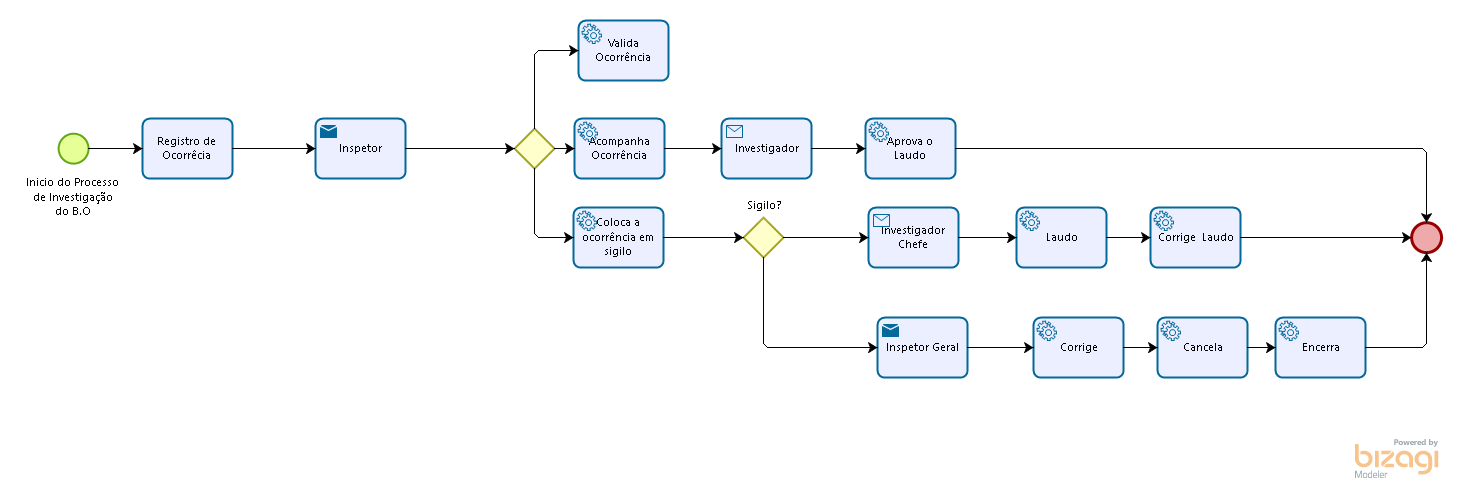 Valida
Ocorrência
Registro de
Ocorrécia
Inspetor
Acompanha
Ocorrência
Investigador
Aprova o
Laudo
Inicio do Processo
de Investigação
do B.O
Coloca a
ocorrência em
sigilo
Sigilo?
Investigador
Chefe
Laudo
Corrige Laudo
Inspetor Geral
Corrige
Cancela
Encerra
Powered by
bizagi
Modeler